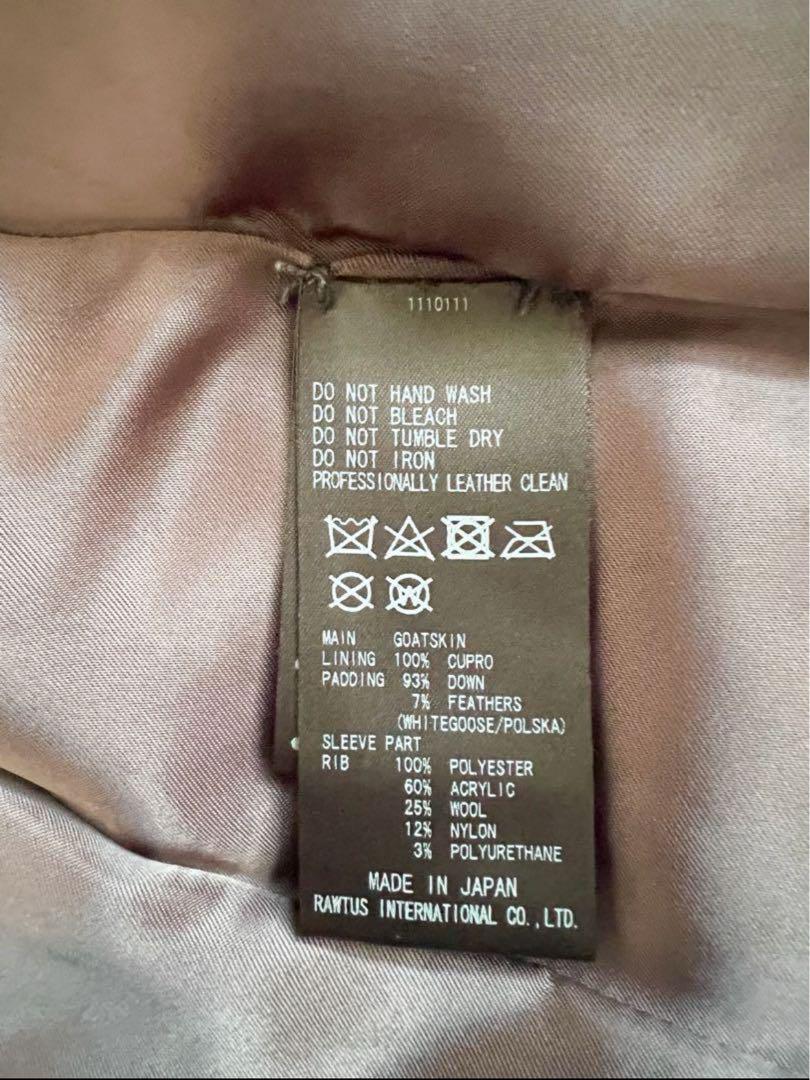 1110111
DO NOT HAND WASH
DO NOT BLEACH
DO NOT TUMBLE DRY
DO NOT IRON
PROFESSIONALLY LEATHER CLEAN
W
MAIN GOATSKIN
LINING 100% CUPRO
PADDING 93% DOWN
7% FEATHERS
(WHITEGOOSE/POLSKA)
SLEEVE PART
RIB 100% POLYESTER
60% ACRYLIC
25% WOOL
12% NYLON
3% POLYURETHANE
MADE IN JAPAN
RAWTUS INTERNATIONAL CO.,LTD.